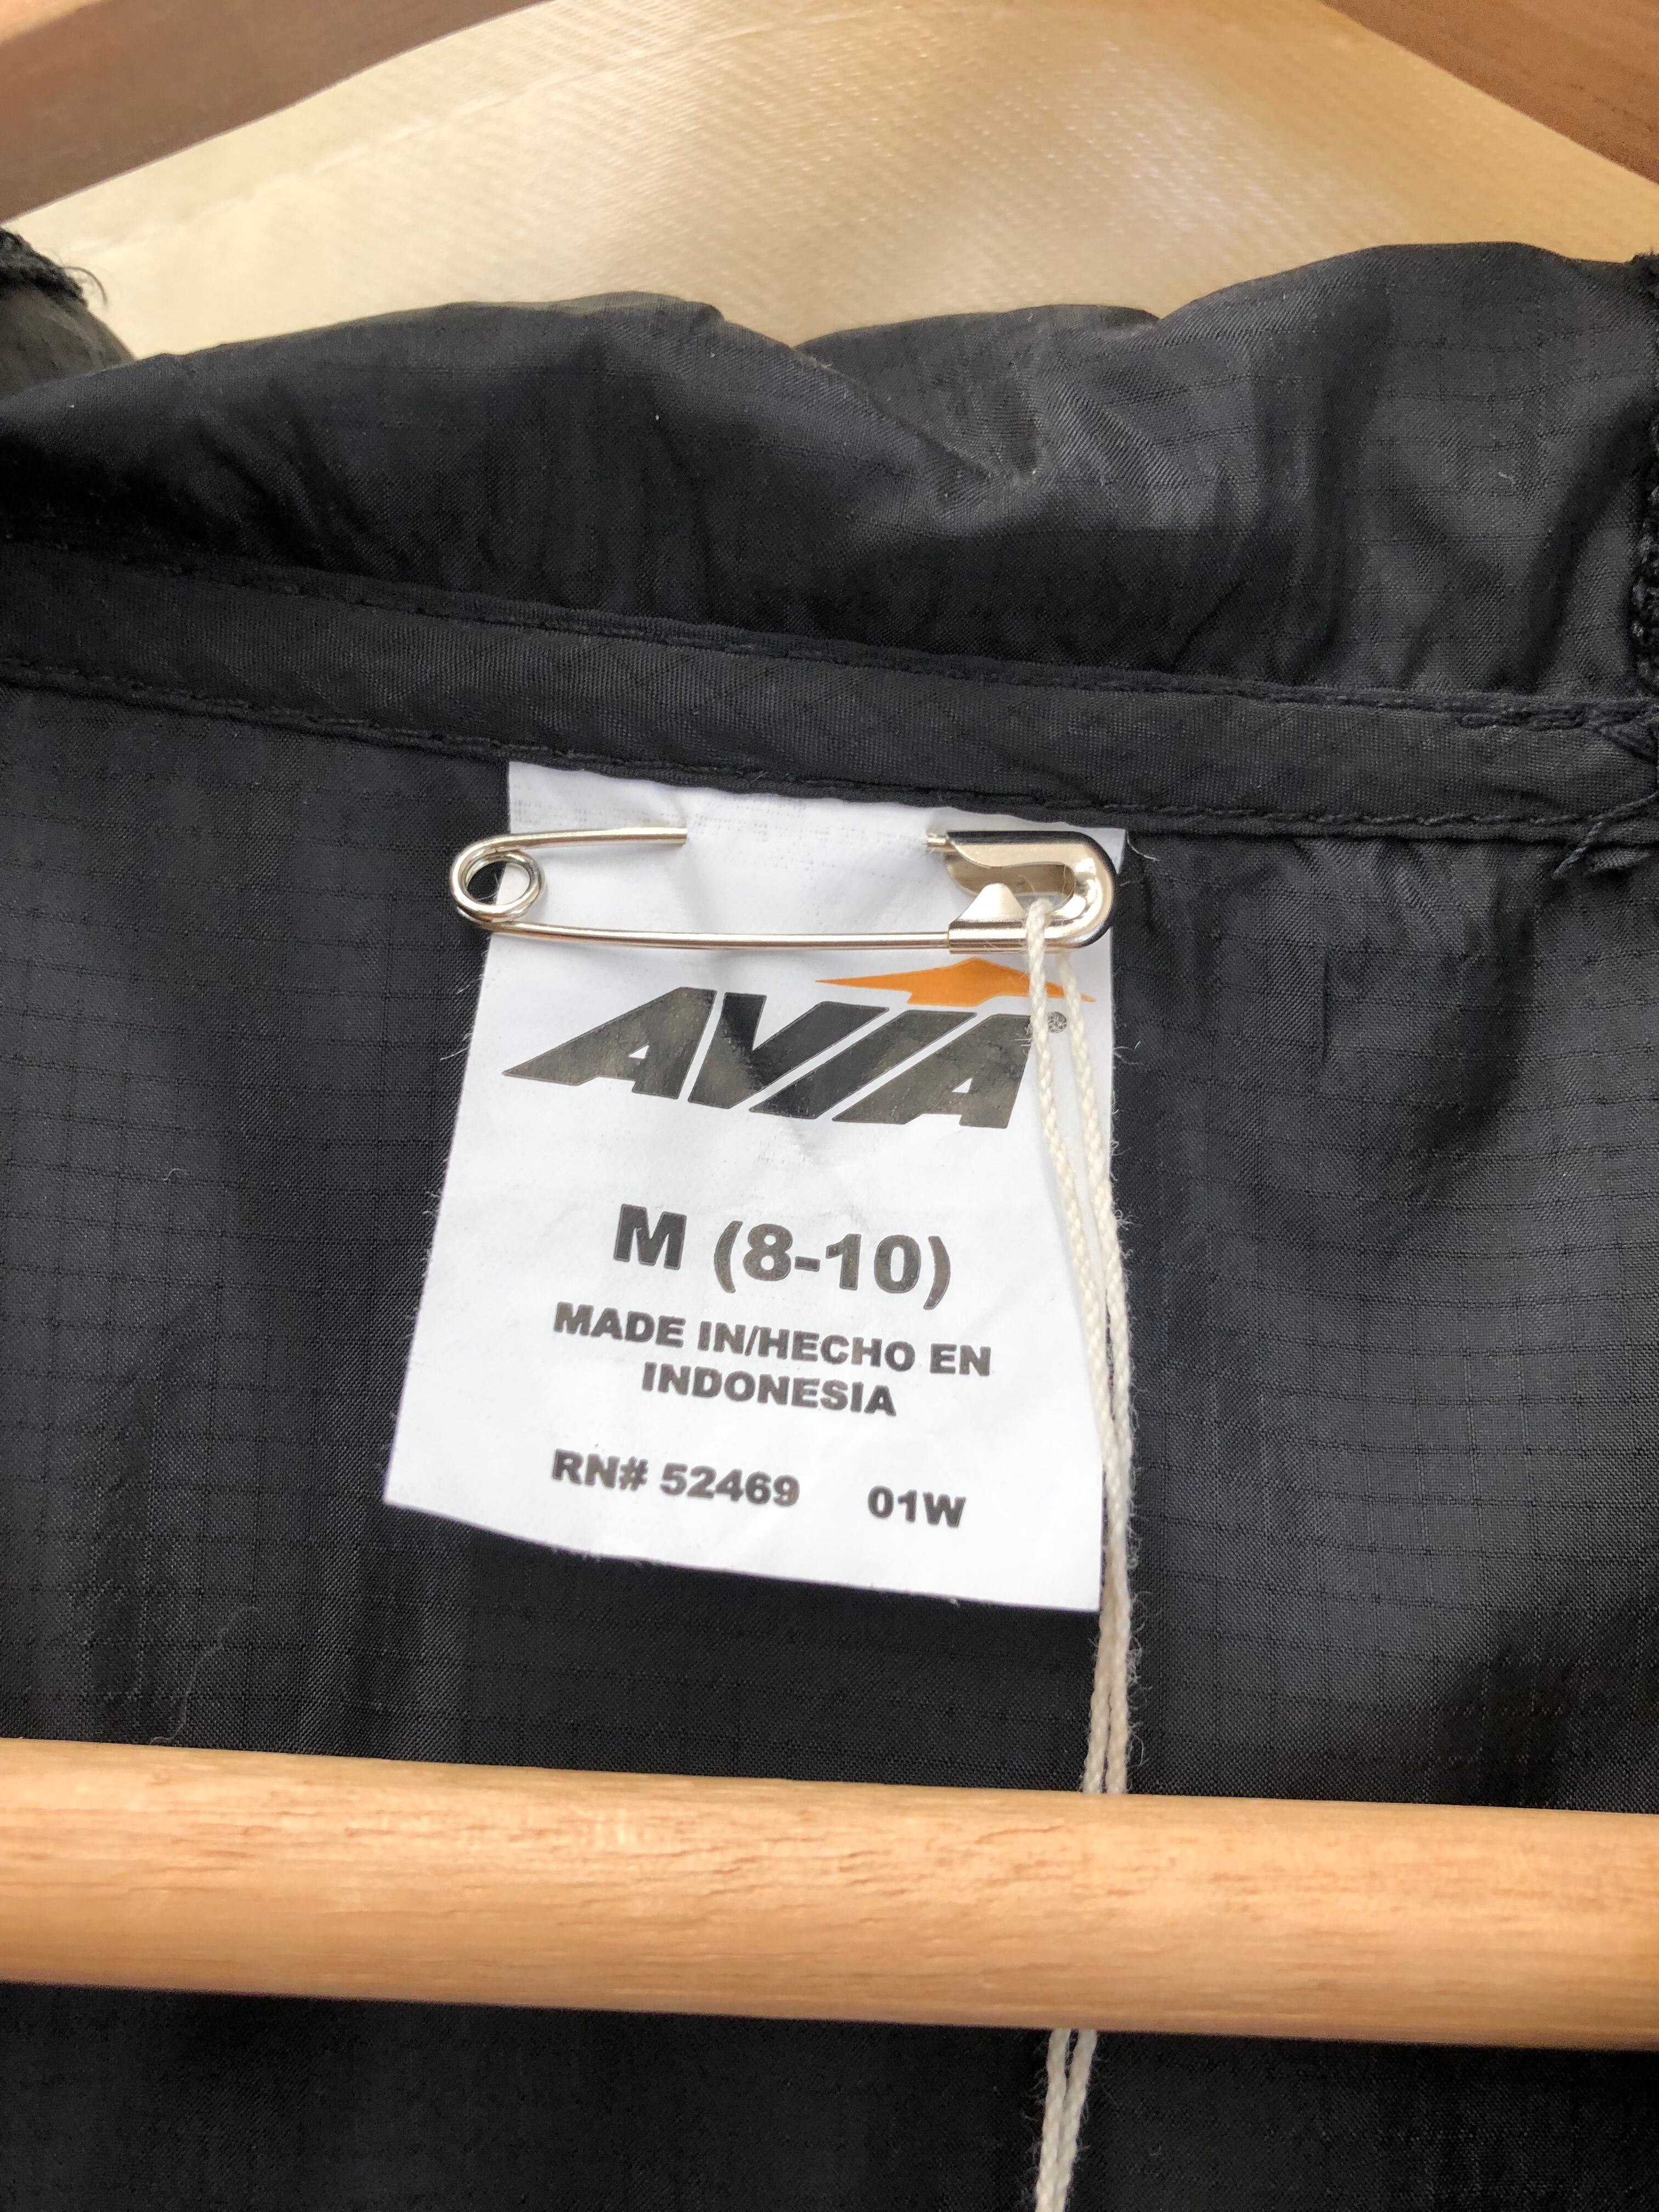 AVIA®
M (8-10)
MADE IN/HECHO EN
INDONESIA
RN# 52469 01W